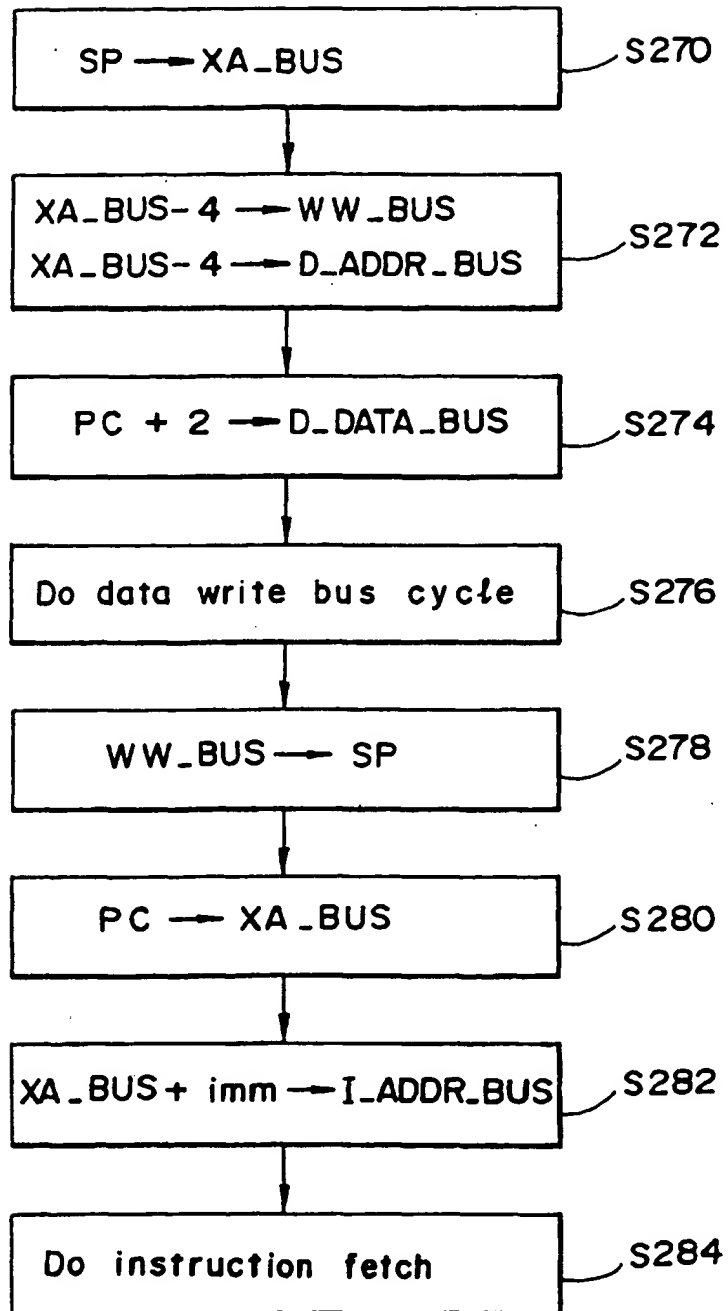 SP → XA_BUS
S270
XA_BUS-4 → WW_BUS
XA_BUS-4 → D_ADDR_BUS
S272
PC + 2 → D_DATA_BUS
S274
Do data write bus cycle
S276
WW_BUS → SP
S278
PC → XA_BUS
S280
XA_BUS + imm → I_ADDR_BUS
S282
Do instruction fetch
S284